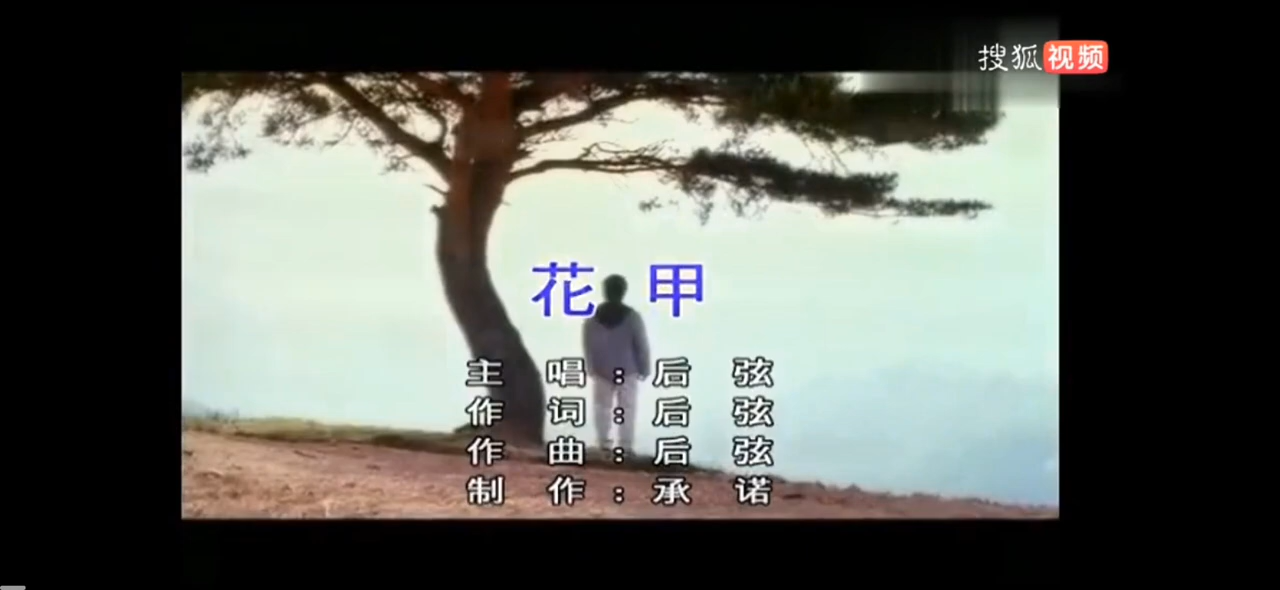 搜狐视频
花 甲
主 唱：后 弦
作 词：后 弦
作 曲：后 弦
制 作：承 诺